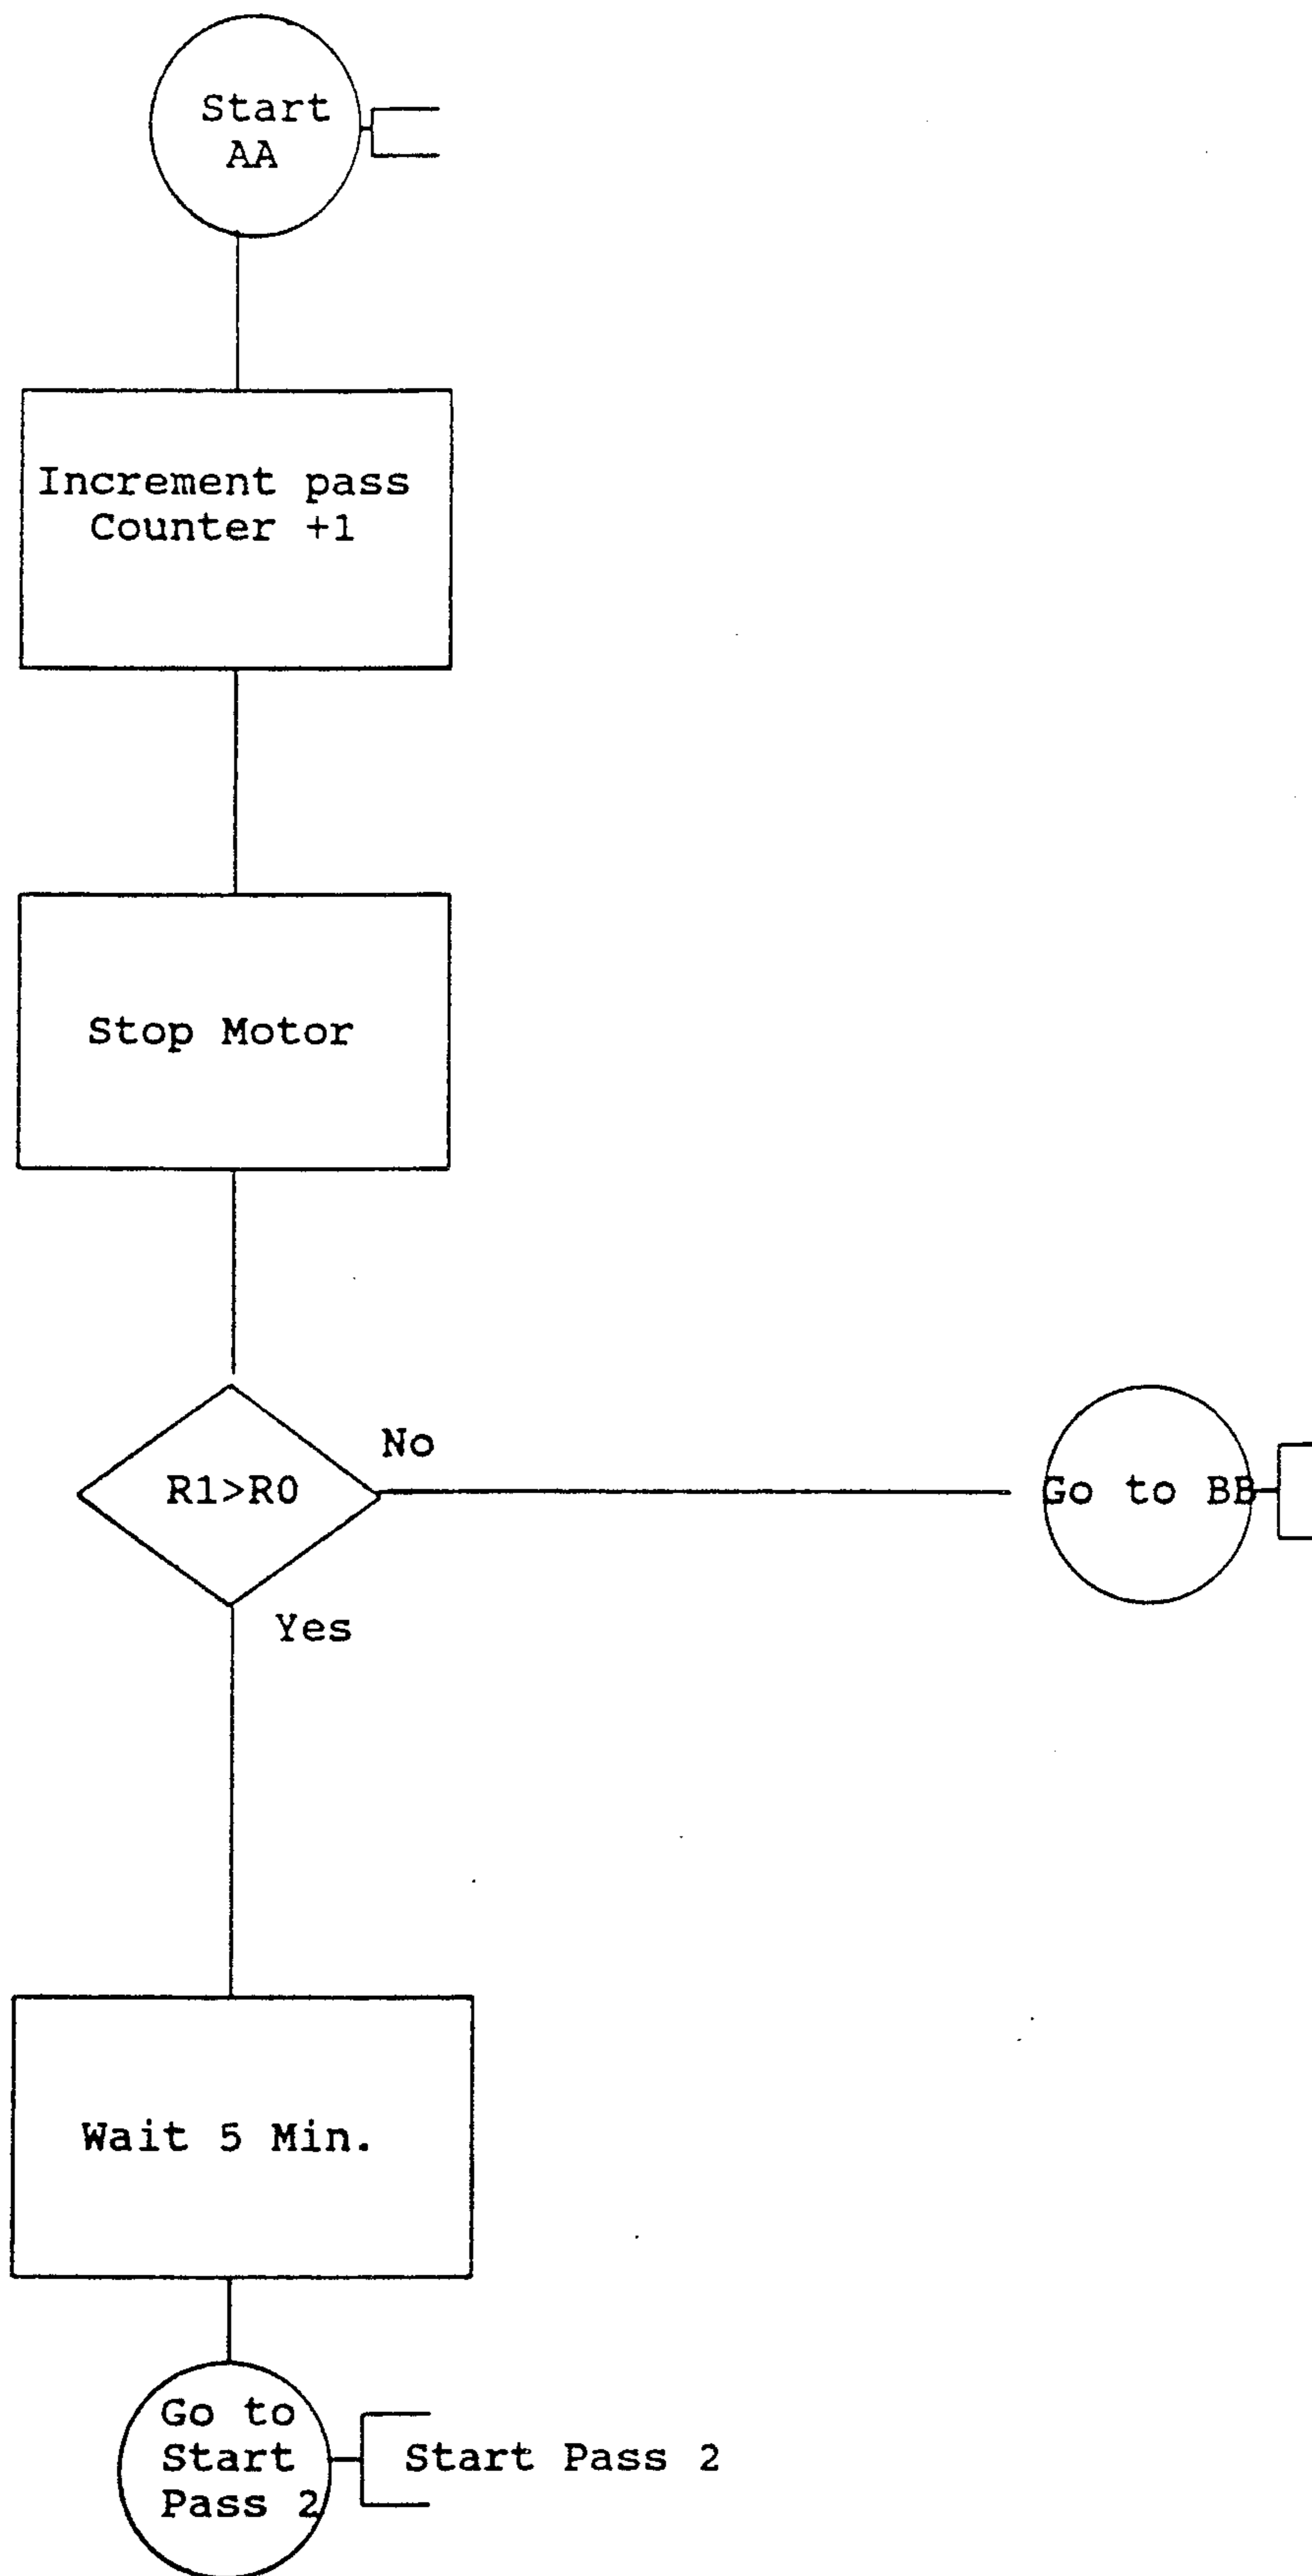 Start
AA
Increment pass
Counter +1
Stop Motor
R1>R0
No
Go to BB
Yes
Wait 5 Min.
Go to
Start
Pass 2
Start Pass 2